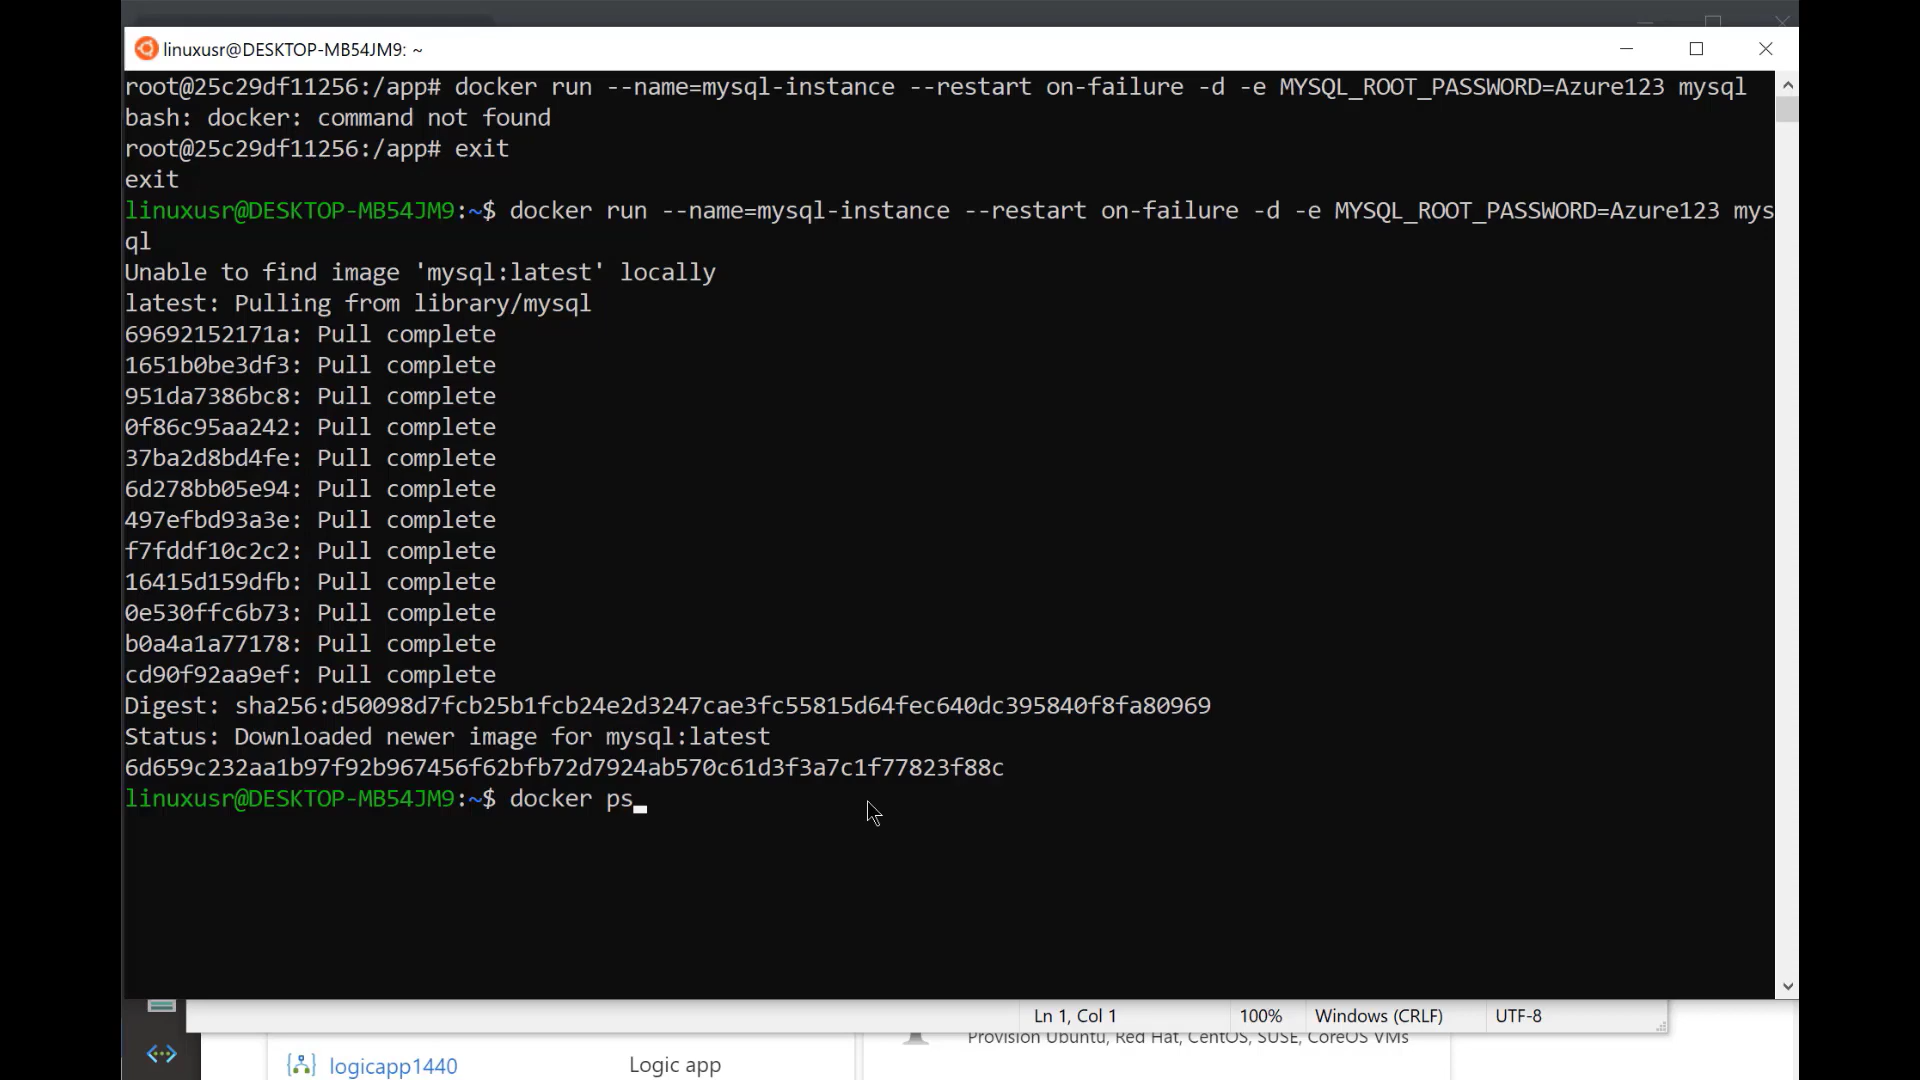 linuxusr@DESKTOP-MB54JM9: ~
root@25c29df11256:/app# docker run --name=mysql-instance --restart on-failure -d -e MYSQL_ROOT_PASSWORD=Azure123 mysql
bash: docker: command not found
root@25c29df11256:/app# exit
exit
linuxusr@DESKTOP-MB54JM9:~$ docker run --name=mysql-instance --restart on-failure -d -e MYSQL_ROOT_PASSWORD=Azure123 mys
ql
Unable to find image 'mysql:latest' locally
latest: Pulling from library/mysql
69692152171a: Pull complete
1651b0be3df3: Pull complete
951da7386bc8: Pull complete
0f86c95aa242: Pull complete
37ba2d8bd4fe: Pull complete
6d278bb05e94: Pull complete
497efbd93a3e: Pull complete
f7fddf10c2c2: Pull complete
16415d159dfb: Pull complete
0e530ffc6b73: Pull complete
b0a4a1a77178: Pull complete
cd90f92aa9ef: Pull complete
Digest: sha256:d50098d7fcb25b1fcb24e2d3247cae3fc55815d64fec640dc395840f8fa80969
Status: Downloaded newer image for mysql:latest
6d659c232aa1b97f92b967456f62bfb72d7924ab570c61d3f3a7c1f77823f88c
linuxusr@DESKTOP-MB54JM9:~$ docker ps
Ln 1, Col 1 100% Windows (CRLF) UTF-8
Provision Ubuntu, Red Hat, CentOS, SUSE, CoreOS VMs
logicapp1440 Logic app